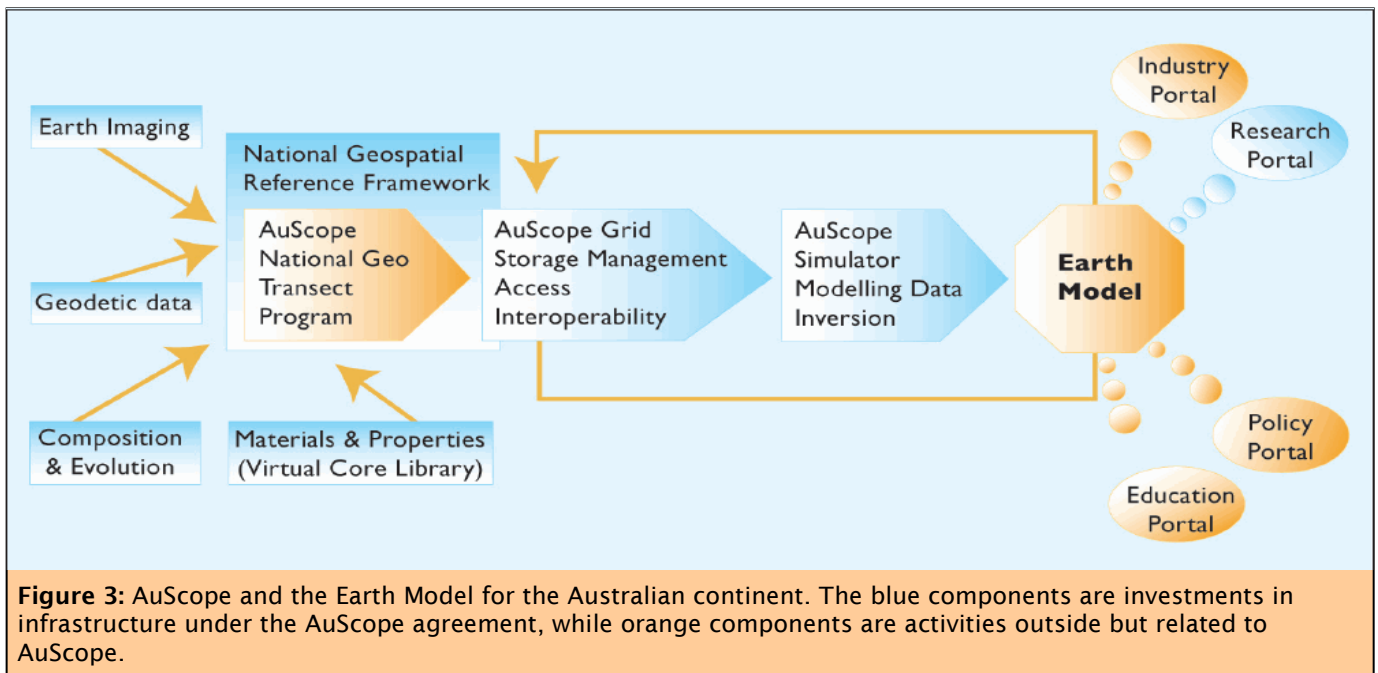 Earth Imaging
Geodetic data
Composition
& Evolution
National Geospatial
Reference Framework
AuScope
National Geo
Transect
Program
Materials & Properties
(Virtual Core Library)
AuScope Grid
Storage Management
Access
Interoperability
AuScope
Simulator
Modelling Data
Inversion
Earth
Model
Industry
Portal
Research
Portal
Policy
Portal
Education
Portal
Figure 3: AuScope and the Earth Model for the Australian continent. The blue components are investments in
infrastructure under the AuScope agreement, while orange components are activities outside but related to
AuScope.